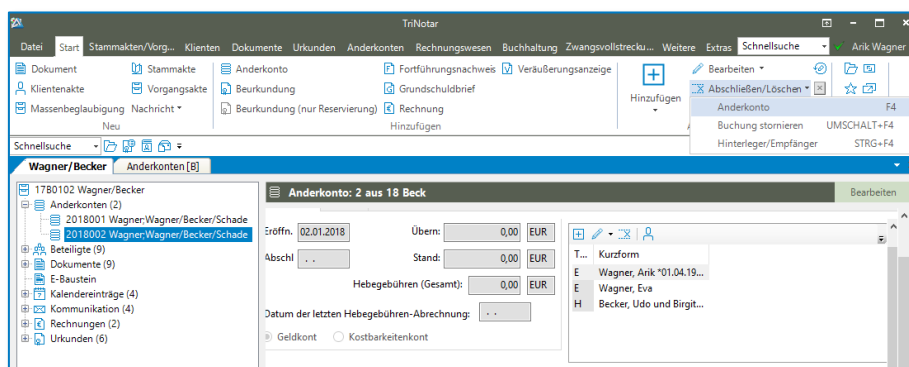 TriNotar
Datei Start Stammakten/Vorg... Klienten Dokumente Urkunden Anderkonten Rechnungswesen Buchhaltung Zwangsvollstrecku... Weitere Extras Schnellsuche Arik Wagner
Dokument Stammakte Anderkonto Fortführungsnachweis Veräußerungsanzeige Bearbeiten
Klientenakte Vorgangsakte Beurkundung Grundschuldbrief Hinzufügen Abschließen/Löschen
Massenbeglaubigung Nachricht Beurkundung (nur Reservierung) Rechnung Anderkonto F4
Neu Hinzufügen Buchung stornieren UMSCHALT+F4
Schnellsuche Hinterleger/Empfänger STRG+F4
Wagner/Becker Anderkonten [B]
17B0102 Wagner/Becker
Anderkonten (2)
2018001 Wagner;Wagner/Becker/Schade
2018002 Wagner;Wagner/Becker/Schade
Beteiligte (9)
Dokumente (9)
E-Baustein
Kalendereinträge (4)
Kommunikation (4)
Rechnungen (2)
Urkunden (6)
Anderkonto: 2 aus 18 Beck Bearbeiten
Eröffn. 02.01.2018 Übern: 0,00 EUR
Abschl . . Stand: 0,00 EUR
Hebegebühren (Gesamt): 0,00 EUR
Datum der letzten Hebegebühren-Abrechnung: . .
Geldkont Kostbarkeitenkont
T... Kurzform
E Wagner, Arik *01.04.19...
E Wagner, Eva
H Becker, Udo und Birgit...